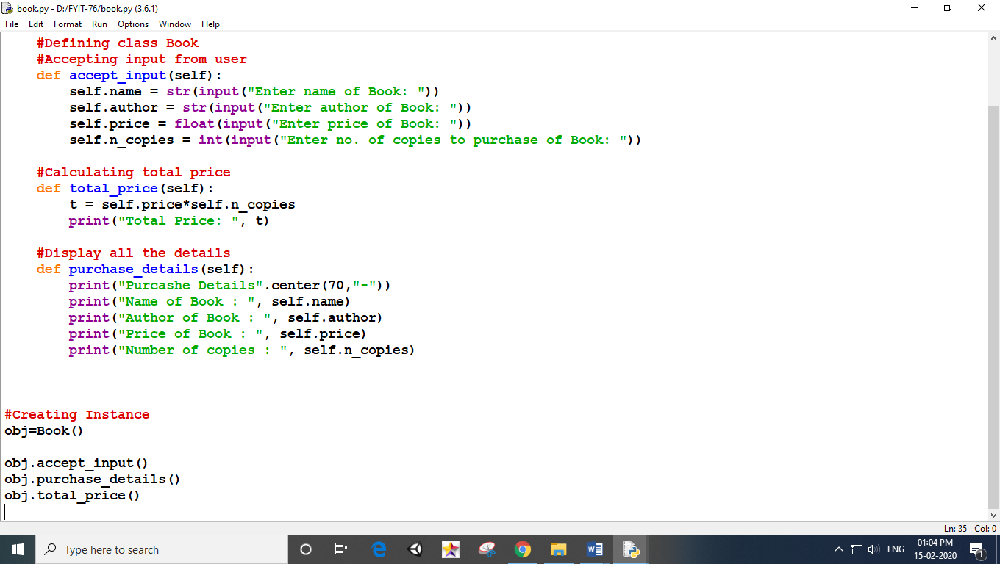 book.py - D:/FYIT-76/book.py (3.6.1)
File Edit Format Run Options Window Help
    #Defining class Book
    #Accepting input from user
    def accept_input(self):
        self.name = str(input("Enter name of Book: "))
        self.author = str(input("Enter author of Book: "))
        self.price = float(input("Enter price of Book: "))
        self.n_copies = int(input("Enter no. of copies to purchase of Book: "))

    #Calculating total price
    def total_price(self):
        t = self.price*self.n_copies
        print("Total Price: ", t)

    #Display all the details
    def purchase_details(self):
        print("Purcashe Details".center(70,"-"))
        print("Name of Book : ", self.name)
        print("Author of Book : ", self.author)
        print("Price of Book : ", self.price)
        print("Number of copies : ", self.n_copies)

#Creating Instance
obj=Book()

obj.accept_input()
obj.purchase_details()
obj.total_price()
Ln: 35 Col: 0
Type here to search
ENG
01:04 PM
15-02-2020
1